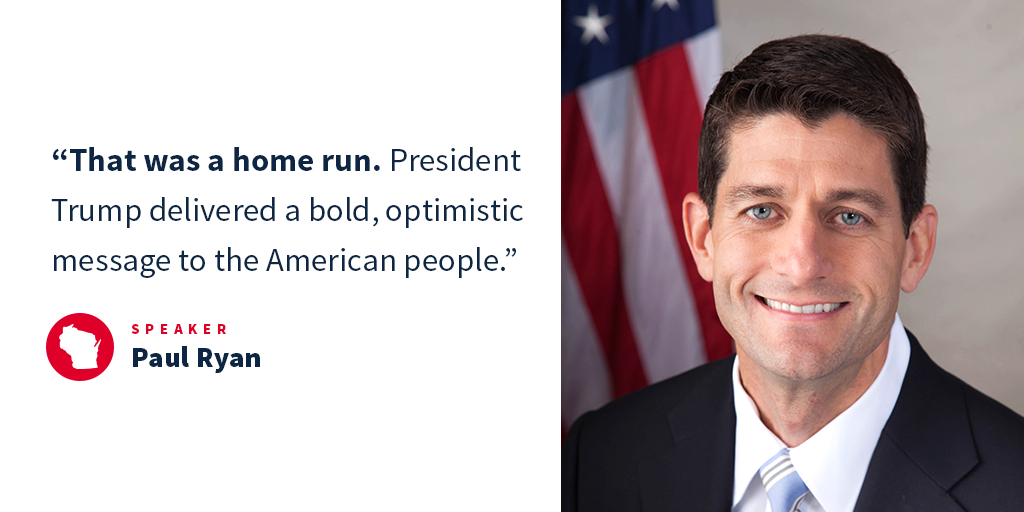 “That was a home run. President
Trump delivered a bold, optimistic
message to the American people.”
SPEAKER
Paul Ryan